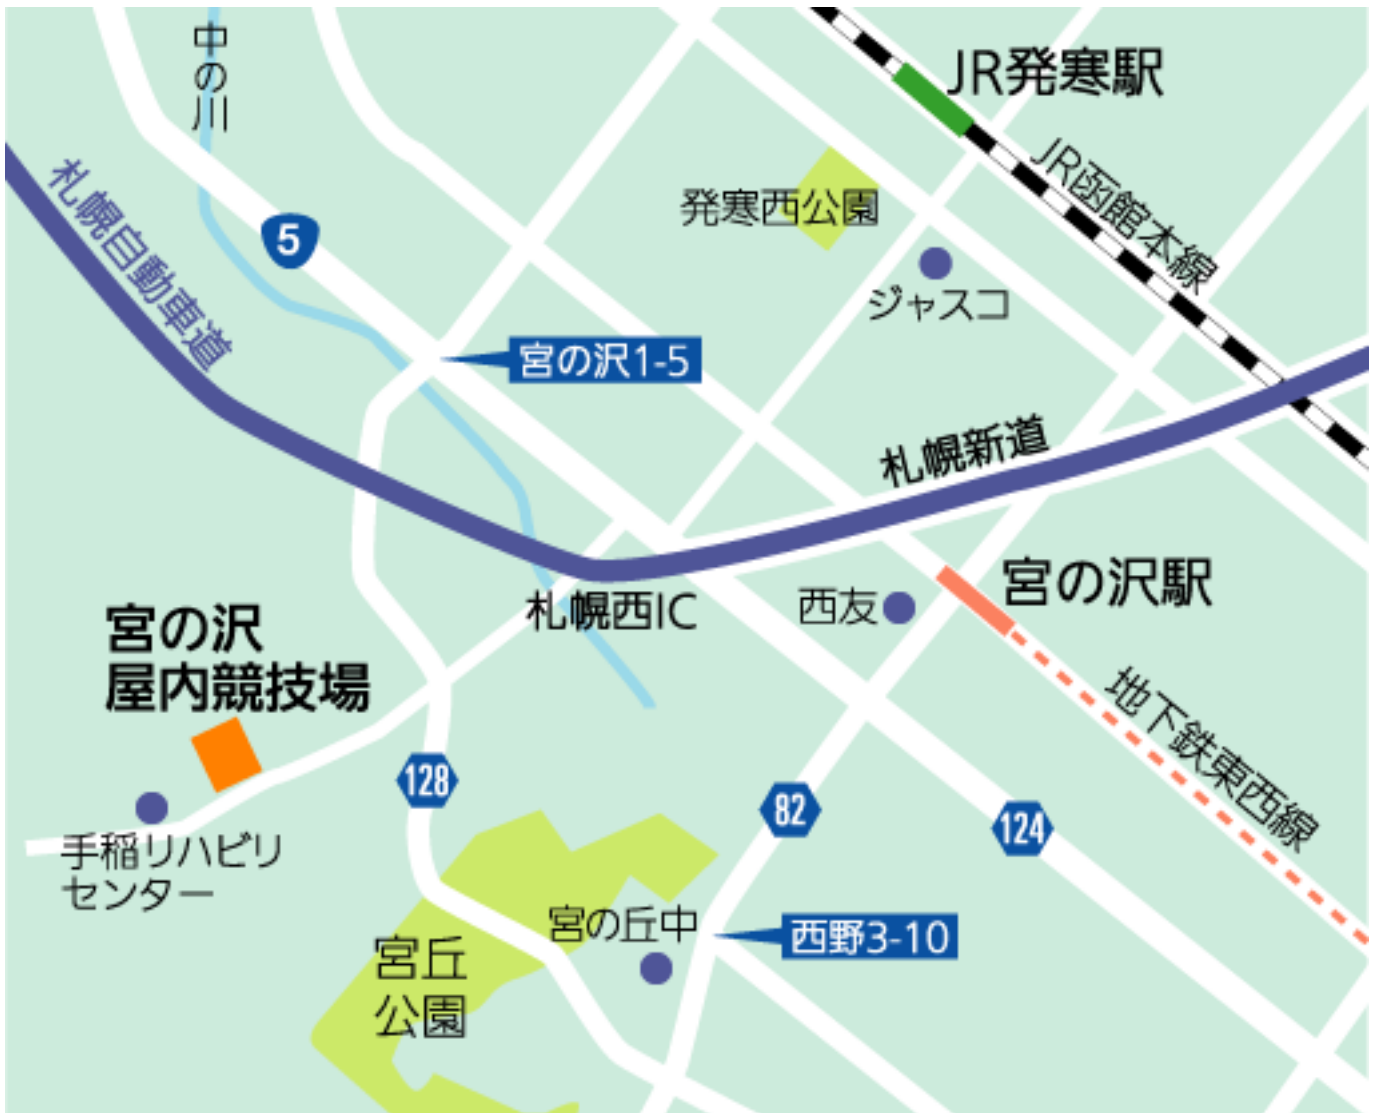 中の川
JR発寒駅
札幌自動車道
5
発寒西公園
JR函館本線
ジャスコ
宮の沢1-5
札幌新道
宮の沢駅
札幌西IC
西友
宮の沢
屋内競技場
地下鉄東西線
128
82
124
手稲リハビリ
センター
宮の丘中
西野3-10
宮丘
公園